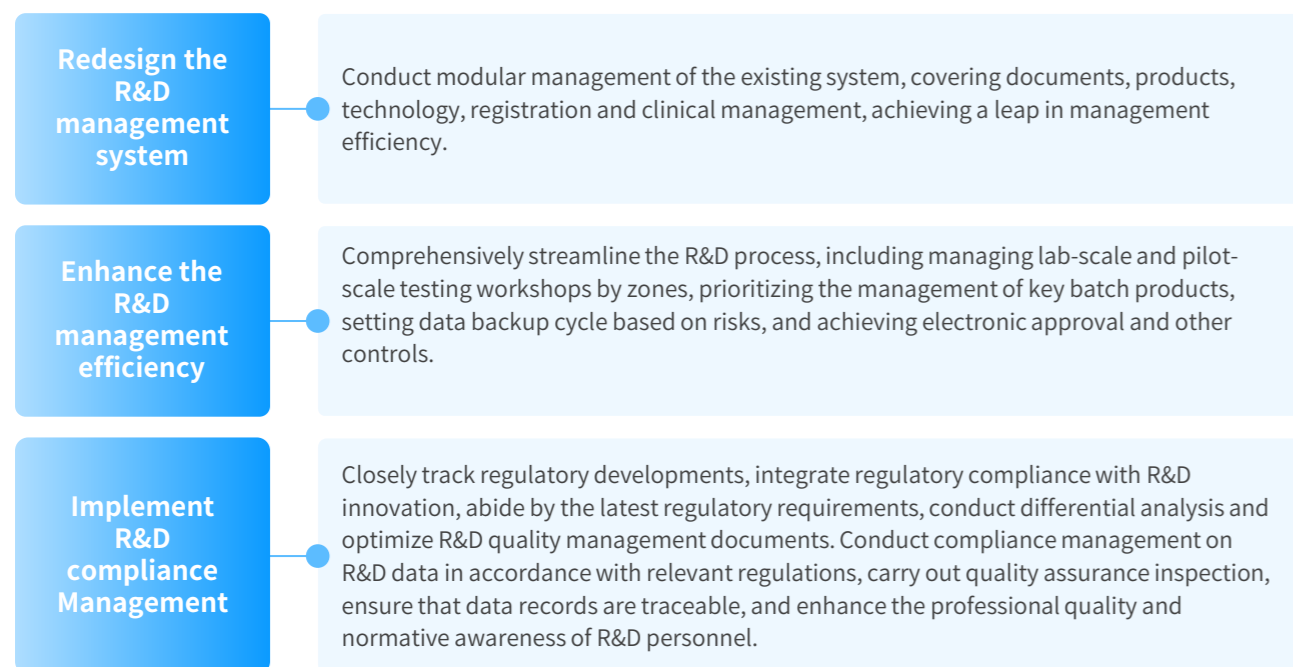 Redesign the
R&D
management
system
Conduct modular management of the existing system, covering documents, products,
technology, registration and clinical management, achieving a leap in management
efficiency.
Enhance the
R&D
management
efficiency
Comprehensively streamline the R&D process, including managing lab-scale and pilot-
scale testing workshops by zones, prioritizing the management of key batch products,
setting data backup cycle based on risks, and achieving electronic approval and other
controls.
Implement
R&D
compliance
Management
Closely track regulatory developments, integrate regulatory compliance with R&D
innovation, abide by the latest regulatory requirements, conduct differential analysis and
optimize R&D quality management documents. Conduct compliance management on
R&D data in accordance with relevant regulations, carry out quality assurance inspection,
ensure that data records are traceable, and enhance the professional quality and
normative awareness of R&D personnel.